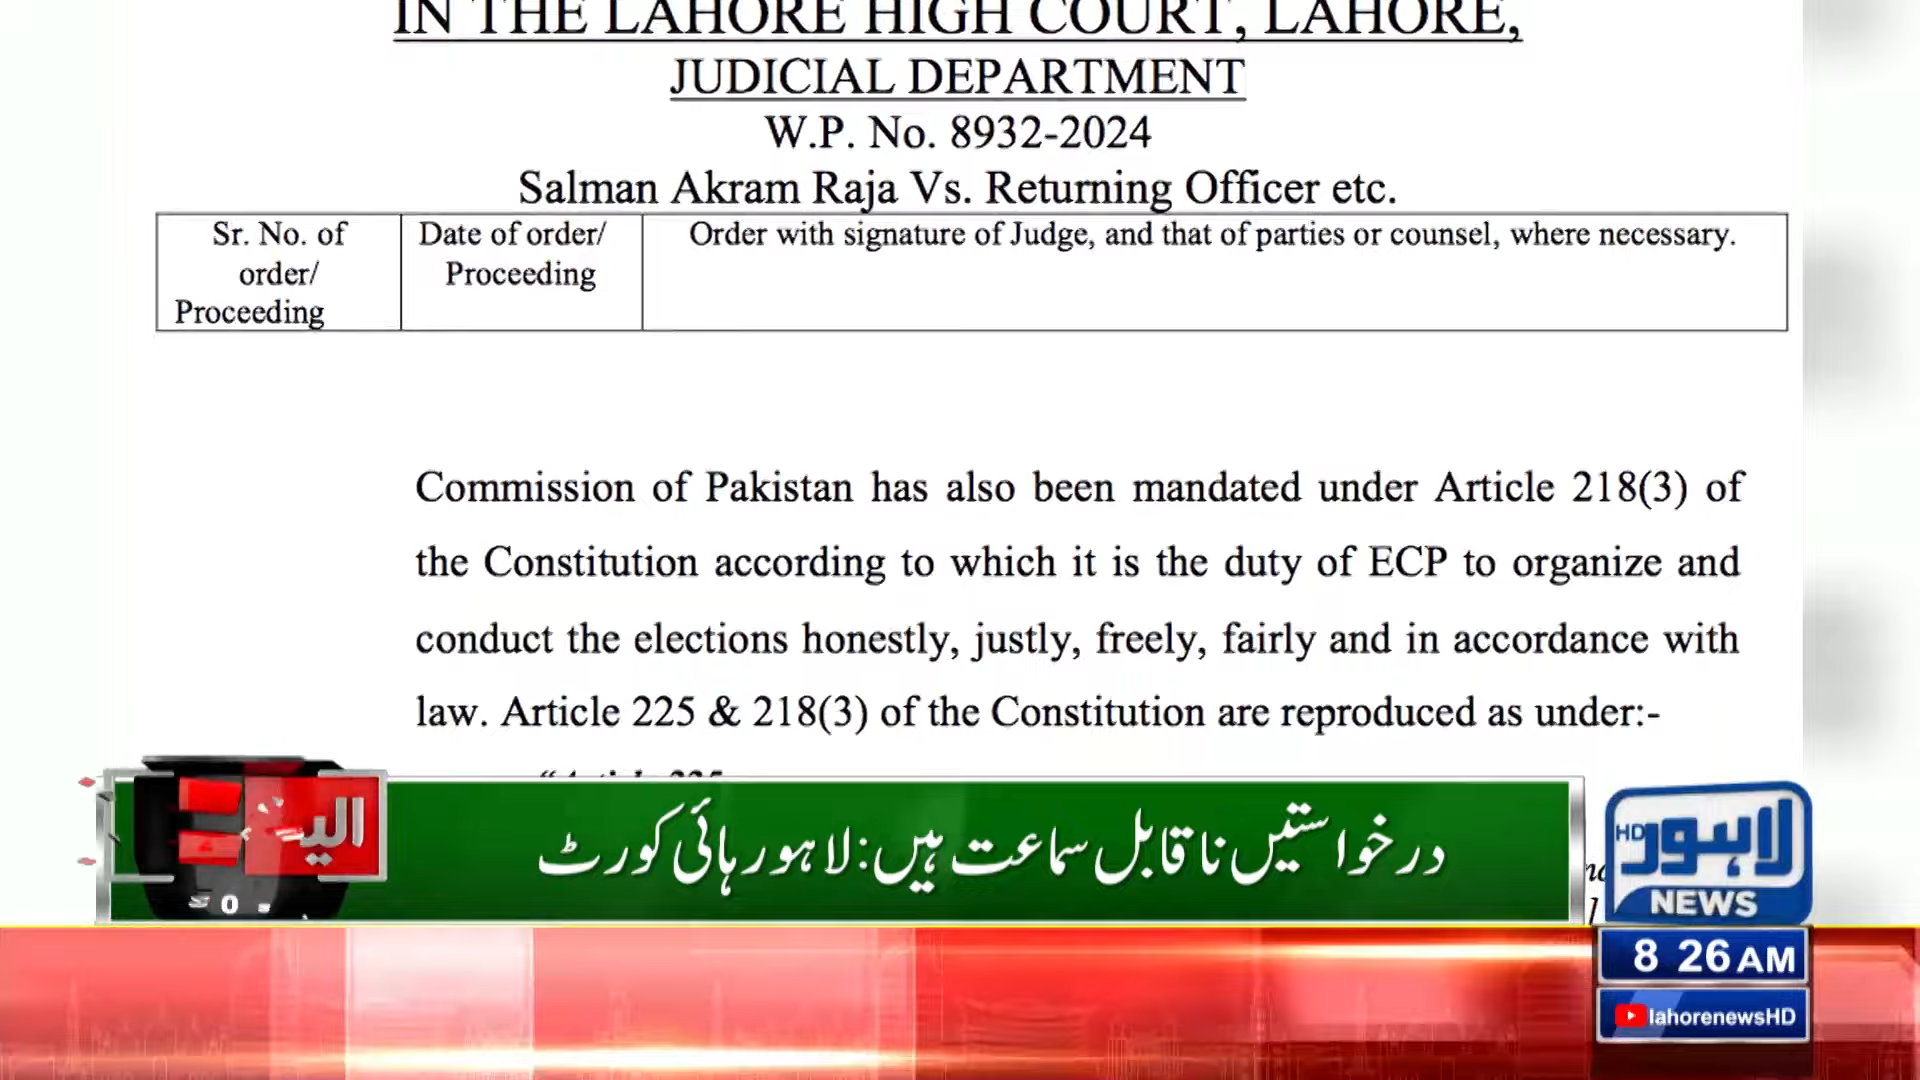 IN THE LAHORE HIGH COURT, LAHORE,
JUDICIAL DEPARTMENT
W.P. No. 8932-2024
Salman Akram Raja Vs. Returning Officer etc.
Sr. No. of
order/
Proceeding
Date of order/
Proceeding
Order with signature of Judge, and that of parties or counsel, where necessary.
Commission of Pakistan has also been mandated under Article 218(3) of
the Constitution according to which it is the duty of ECP to organize and
conduct the elections honestly, justly, freely, fairly and in accordance with
law. Article 225 & 218(3) of the Constitution are reproduced as under:-
درخواستیں ناقابل سماعت ہیں: لاہور ہائی کورٹ
HD لاہور
NEWS
8 26 AM
lahorenewsHD